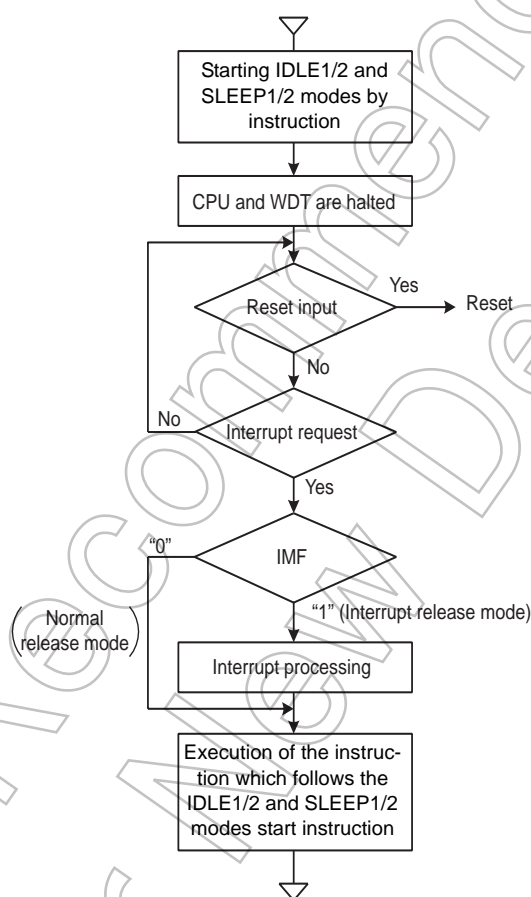 Starting IDLE1/2 and
SLEEP1/2 modes by
instruction
CPU and WDT are halted
Reset input
Yes
Reset
No
Interrupt request
No
Yes
IMF
“0”
(Normal
release mode)
“1” (Interrupt release mode)
Interrupt processing
Execution of the instruc-
tion which follows the
IDLE1/2 and SLEEP1/2
modes start instruction